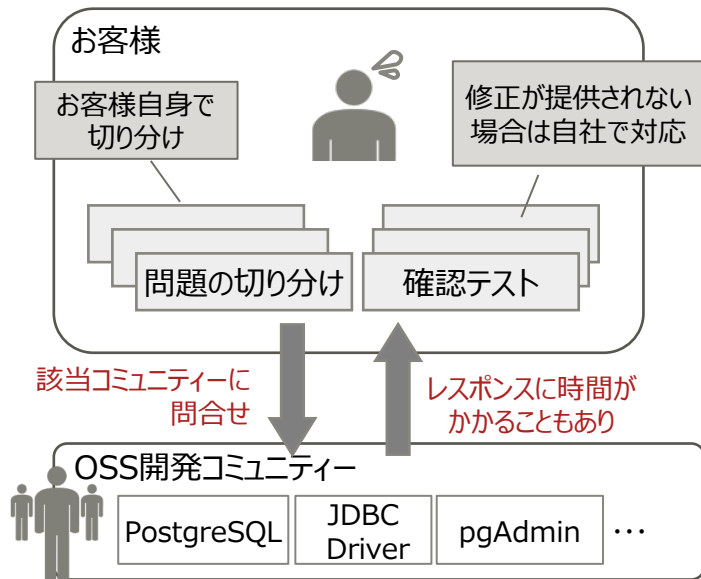 お客様
お客様自身で
切り分け
修正が提供されない
場合は自社で対応
問題の切り分け
確認テスト
該当コミュニティーに
問合せ
レスポンスに時間が
かかることもあり
OSS開発コミュニティー
PostgreSQL
JDBC
Driver
pgAdmin
…